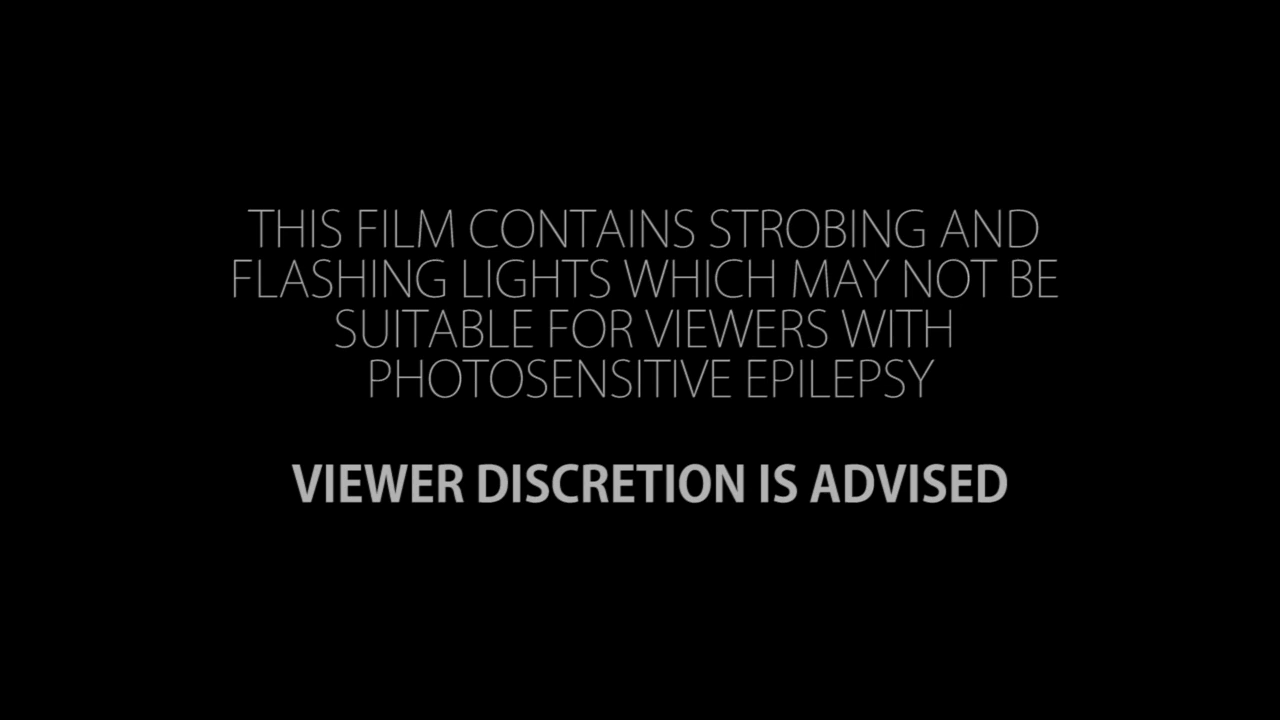 THIS FILM CONTAINS STROBING AND
FLASHING LIGHTS WHICH MAY NOT BE
SUITABLE FOR VIEWERS WITH
PHOTOSENSITIVE EPILEPSY
VIEWER DISCRETION IS ADVISED